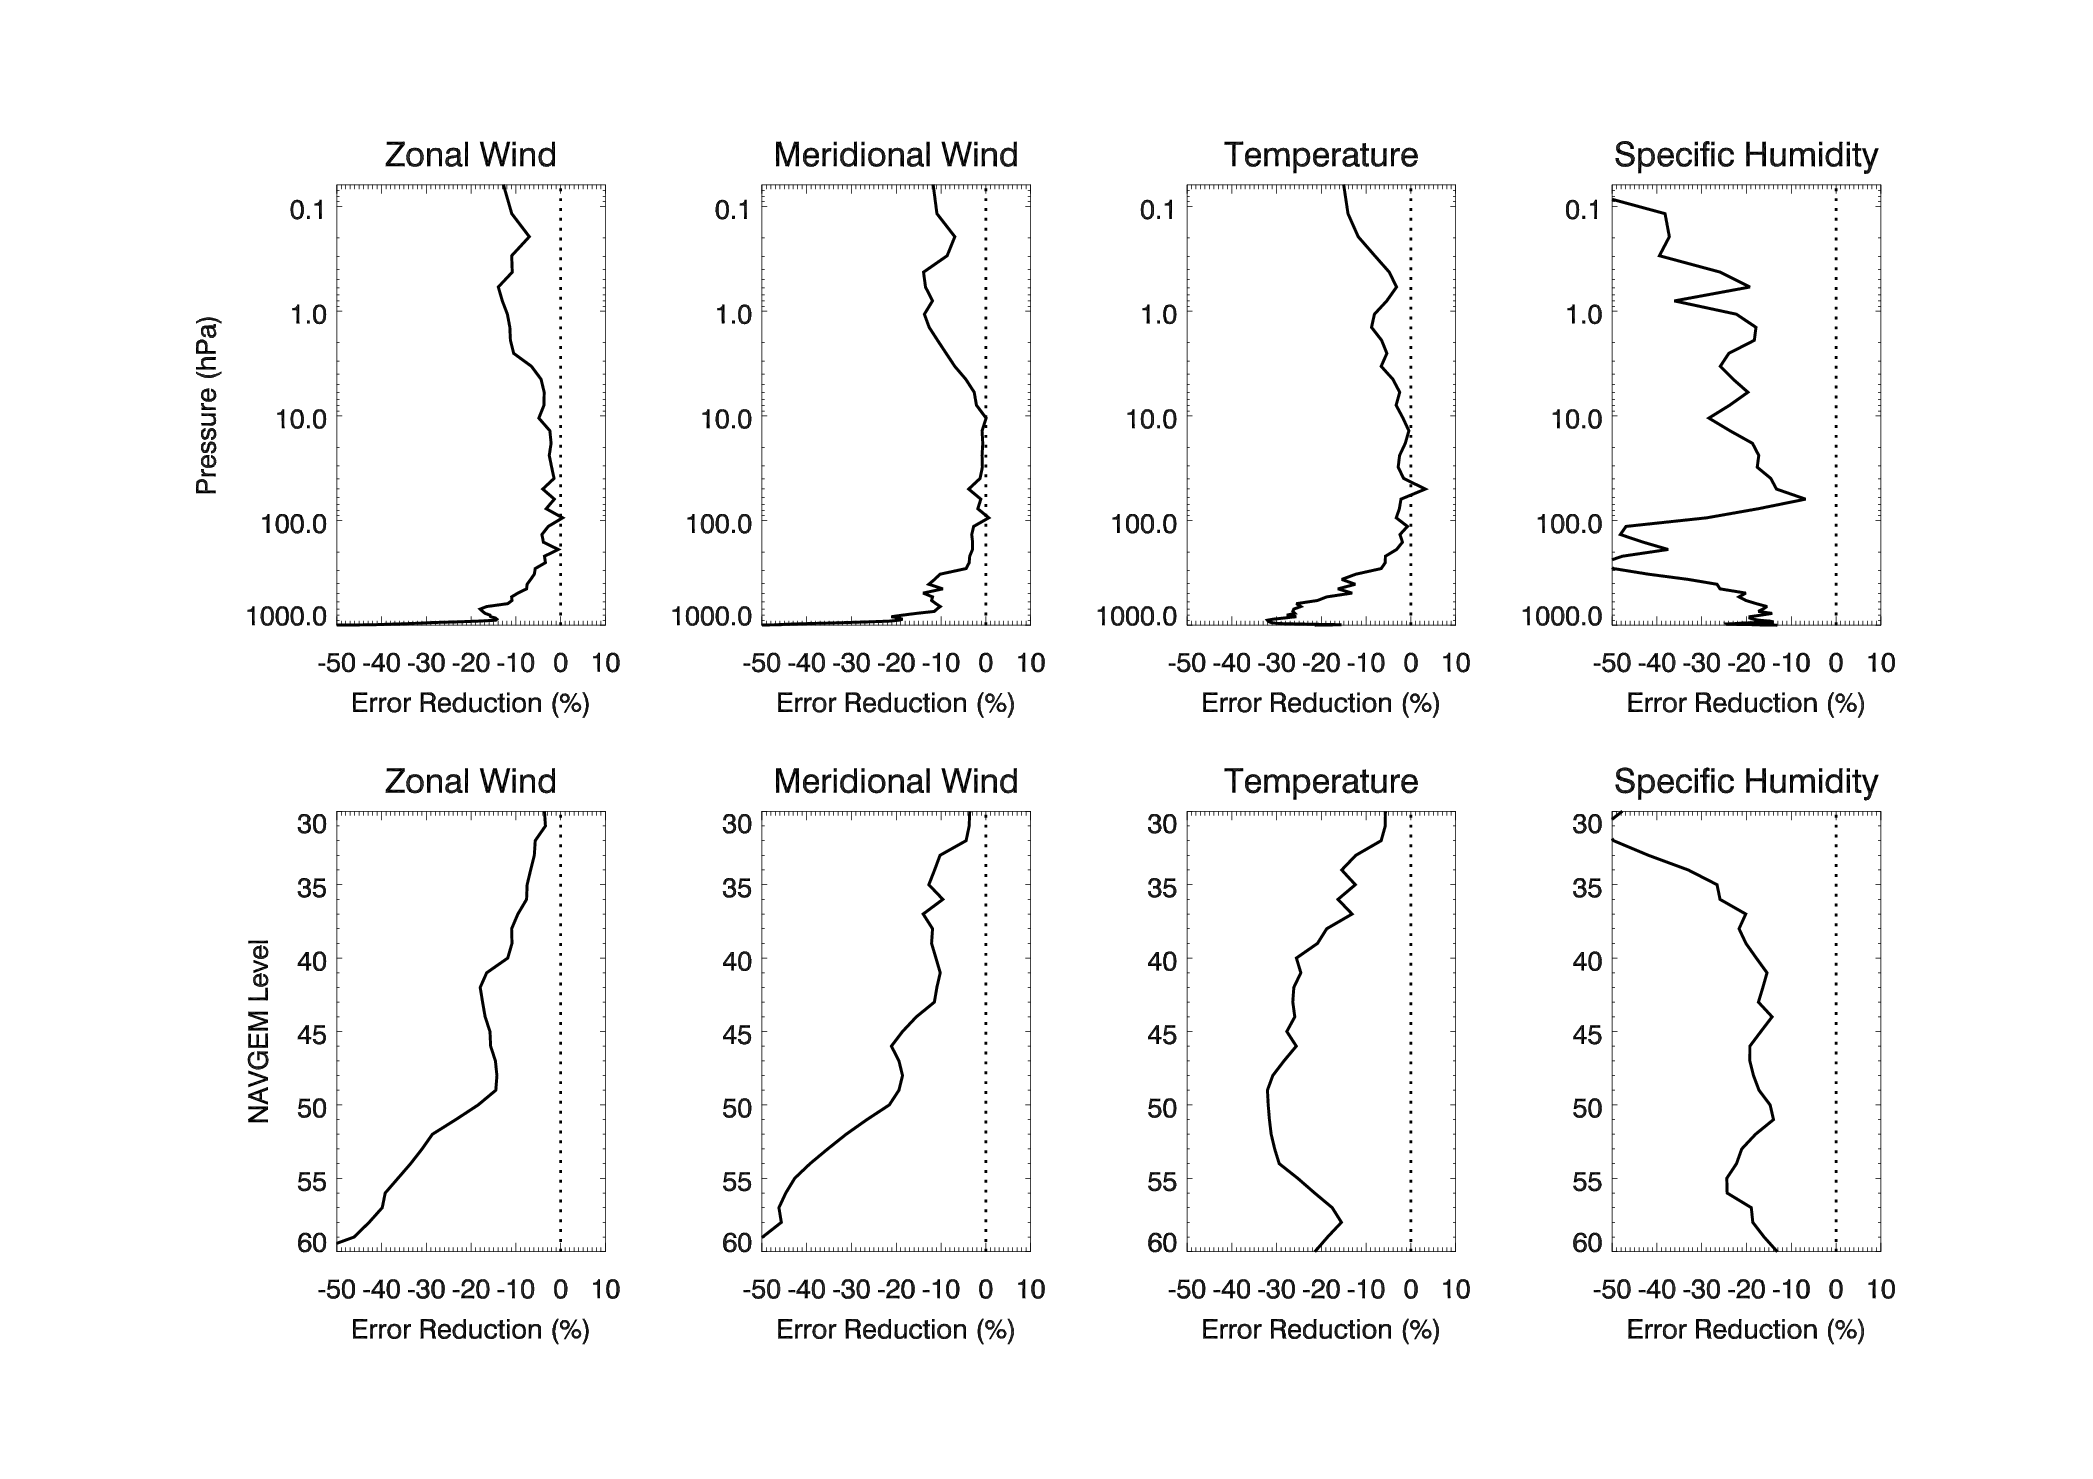 Zonal Wind Meridional Wind Temperature Specific Humidity
0.1 0.1 0.1 0.1
1.0 1.0 1.0 1.0
10.0 10.0 10.0 10.0
100.0 100.0 100.0 100.0
1000.0 1000.0 1000.0 1000.0
Pressure (hPa)
-50 -40 -30 -20 -10 0 10 -50 -40 -30 -20 -10 0 10 -50 -40 -30 -20 -10 0 10 -50 -40 -30 -20 -10 0 10
Error Reduction (%) Error Reduction (%) Error Reduction (%) Error Reduction (%)
Zonal Wind Meridional Wind Temperature Specific Humidity
30 30 30 30
35 35 35 35
40 40 40 40
45 45 45 45
50 50 50 50
55 55 55 55
60 60 60 60
NAVGEM Level
-50 -40 -30 -20 -10 0 10 -50 -40 -30 -20 -10 0 10 -50 -40 -30 -20 -10 0 10 -50 -40 -30 -20 -10 0 10
Error Reduction (%) Error Reduction (%) Error Reduction (%) Error Reduction (%)